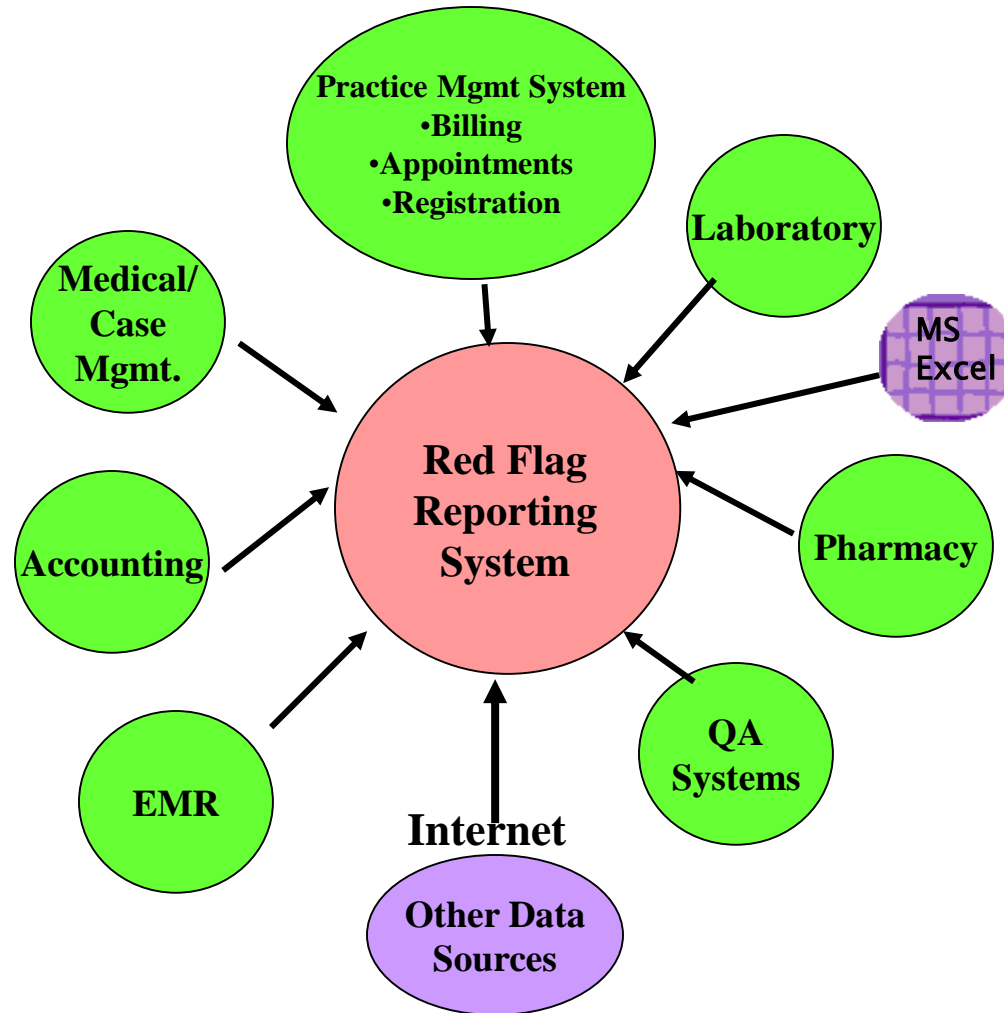 Practice Mgmt System
•Billing
•Appointments
•Registration
Laboratory
Medical/
Case
Mgmt.
MS
Excel
Red Flag
Reporting
System
Accounting
Pharmacy
QA
Systems
EMR
Internet
Other Data
Sources